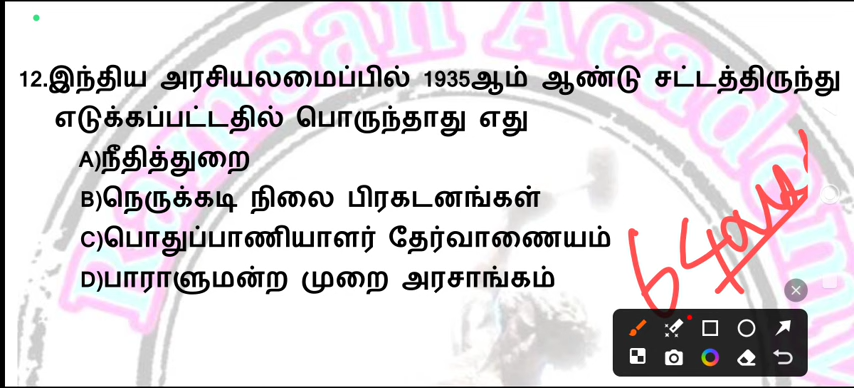 12.இந்திய அரசியலமைப்பில் 1935ஆம் ஆண்டு சட்டத்திருந்து
எடுக்கப்பட்டதில் பொருந்தாது எது
A)நீதித்துறை
B)நெருக்கடி நிலை பிரகடனங்கள்
C)பொதுப்பாணியாளர் தேர்வாணையம்
D)பாராளுமன்ற முறை அரசாங்கம்